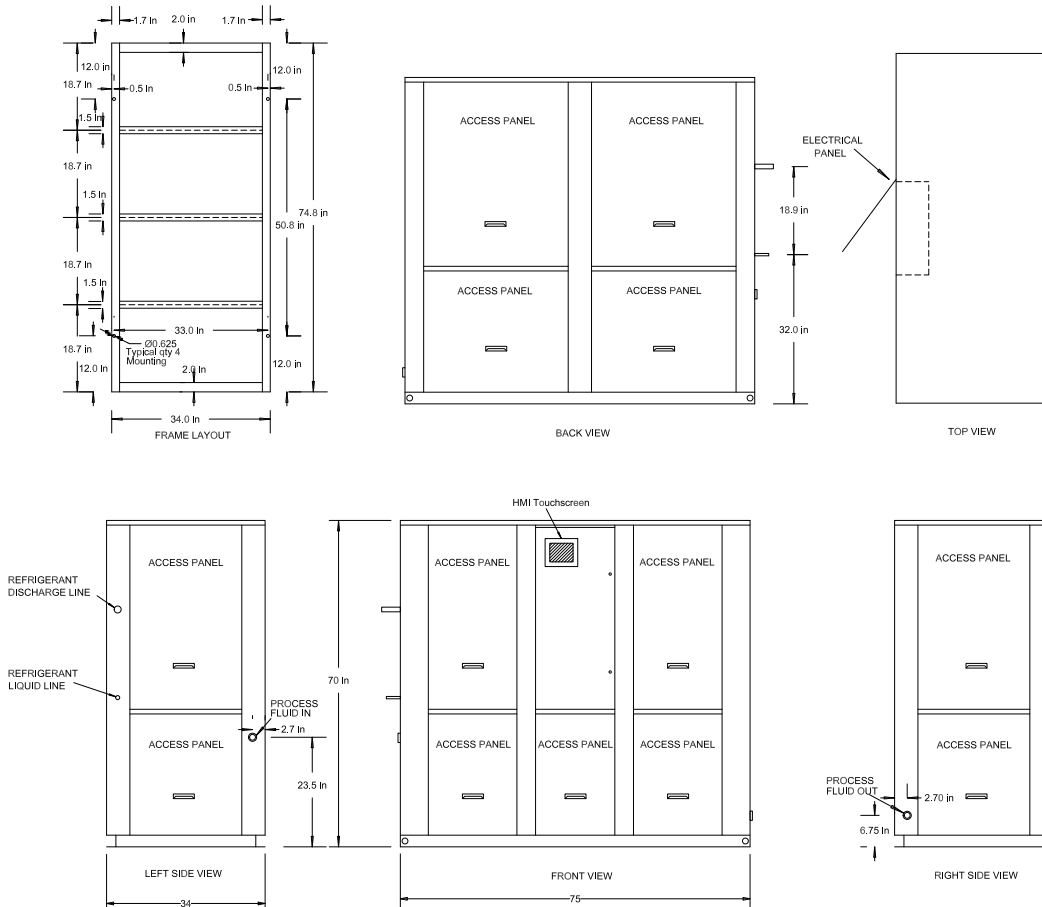 1.7 In
2.0 in
1.7 in
12.0 in
12.0 in
18.7 in
0.5 In
0.5 In
1.5 In
18.7 in
1.5 In
74.8 in
50.8 in
18.7 in
1.5 In
33.0 In
Ø0.625
Typical qty 4
Mounting
18.7 in
12.0 in
2.0 In
12.0 in
34.0 In
FRAME LAYOUT
ACCESS PANEL
ACCESS PANEL
ACCESS PANEL
ACCESS PANEL
18.9 in
32.0 in
BACK VIEW
ELECTRICAL
PANEL
TOP VIEW
REFRIGERANT
DISCHARGE LINE
REFRIGERANT
LIQUID LINE
ACCESS PANEL
ACCESS PANEL
PROCESS
FLUID IN
2.7 In
23.5 In
LEFT SIDE VIEW
34
HMI Touchscreen
70 In
ACCESS PANEL
ACCESS PANEL
ACCESS PANEL
ACCESS PANEL
ACCESS PANEL
FRONT VIEW
75
ACCESS PANEL
ACCESS PANEL
PROCESS
FLUID OUT
2.70 in
6.75 In
RIGHT SIDE VIEW